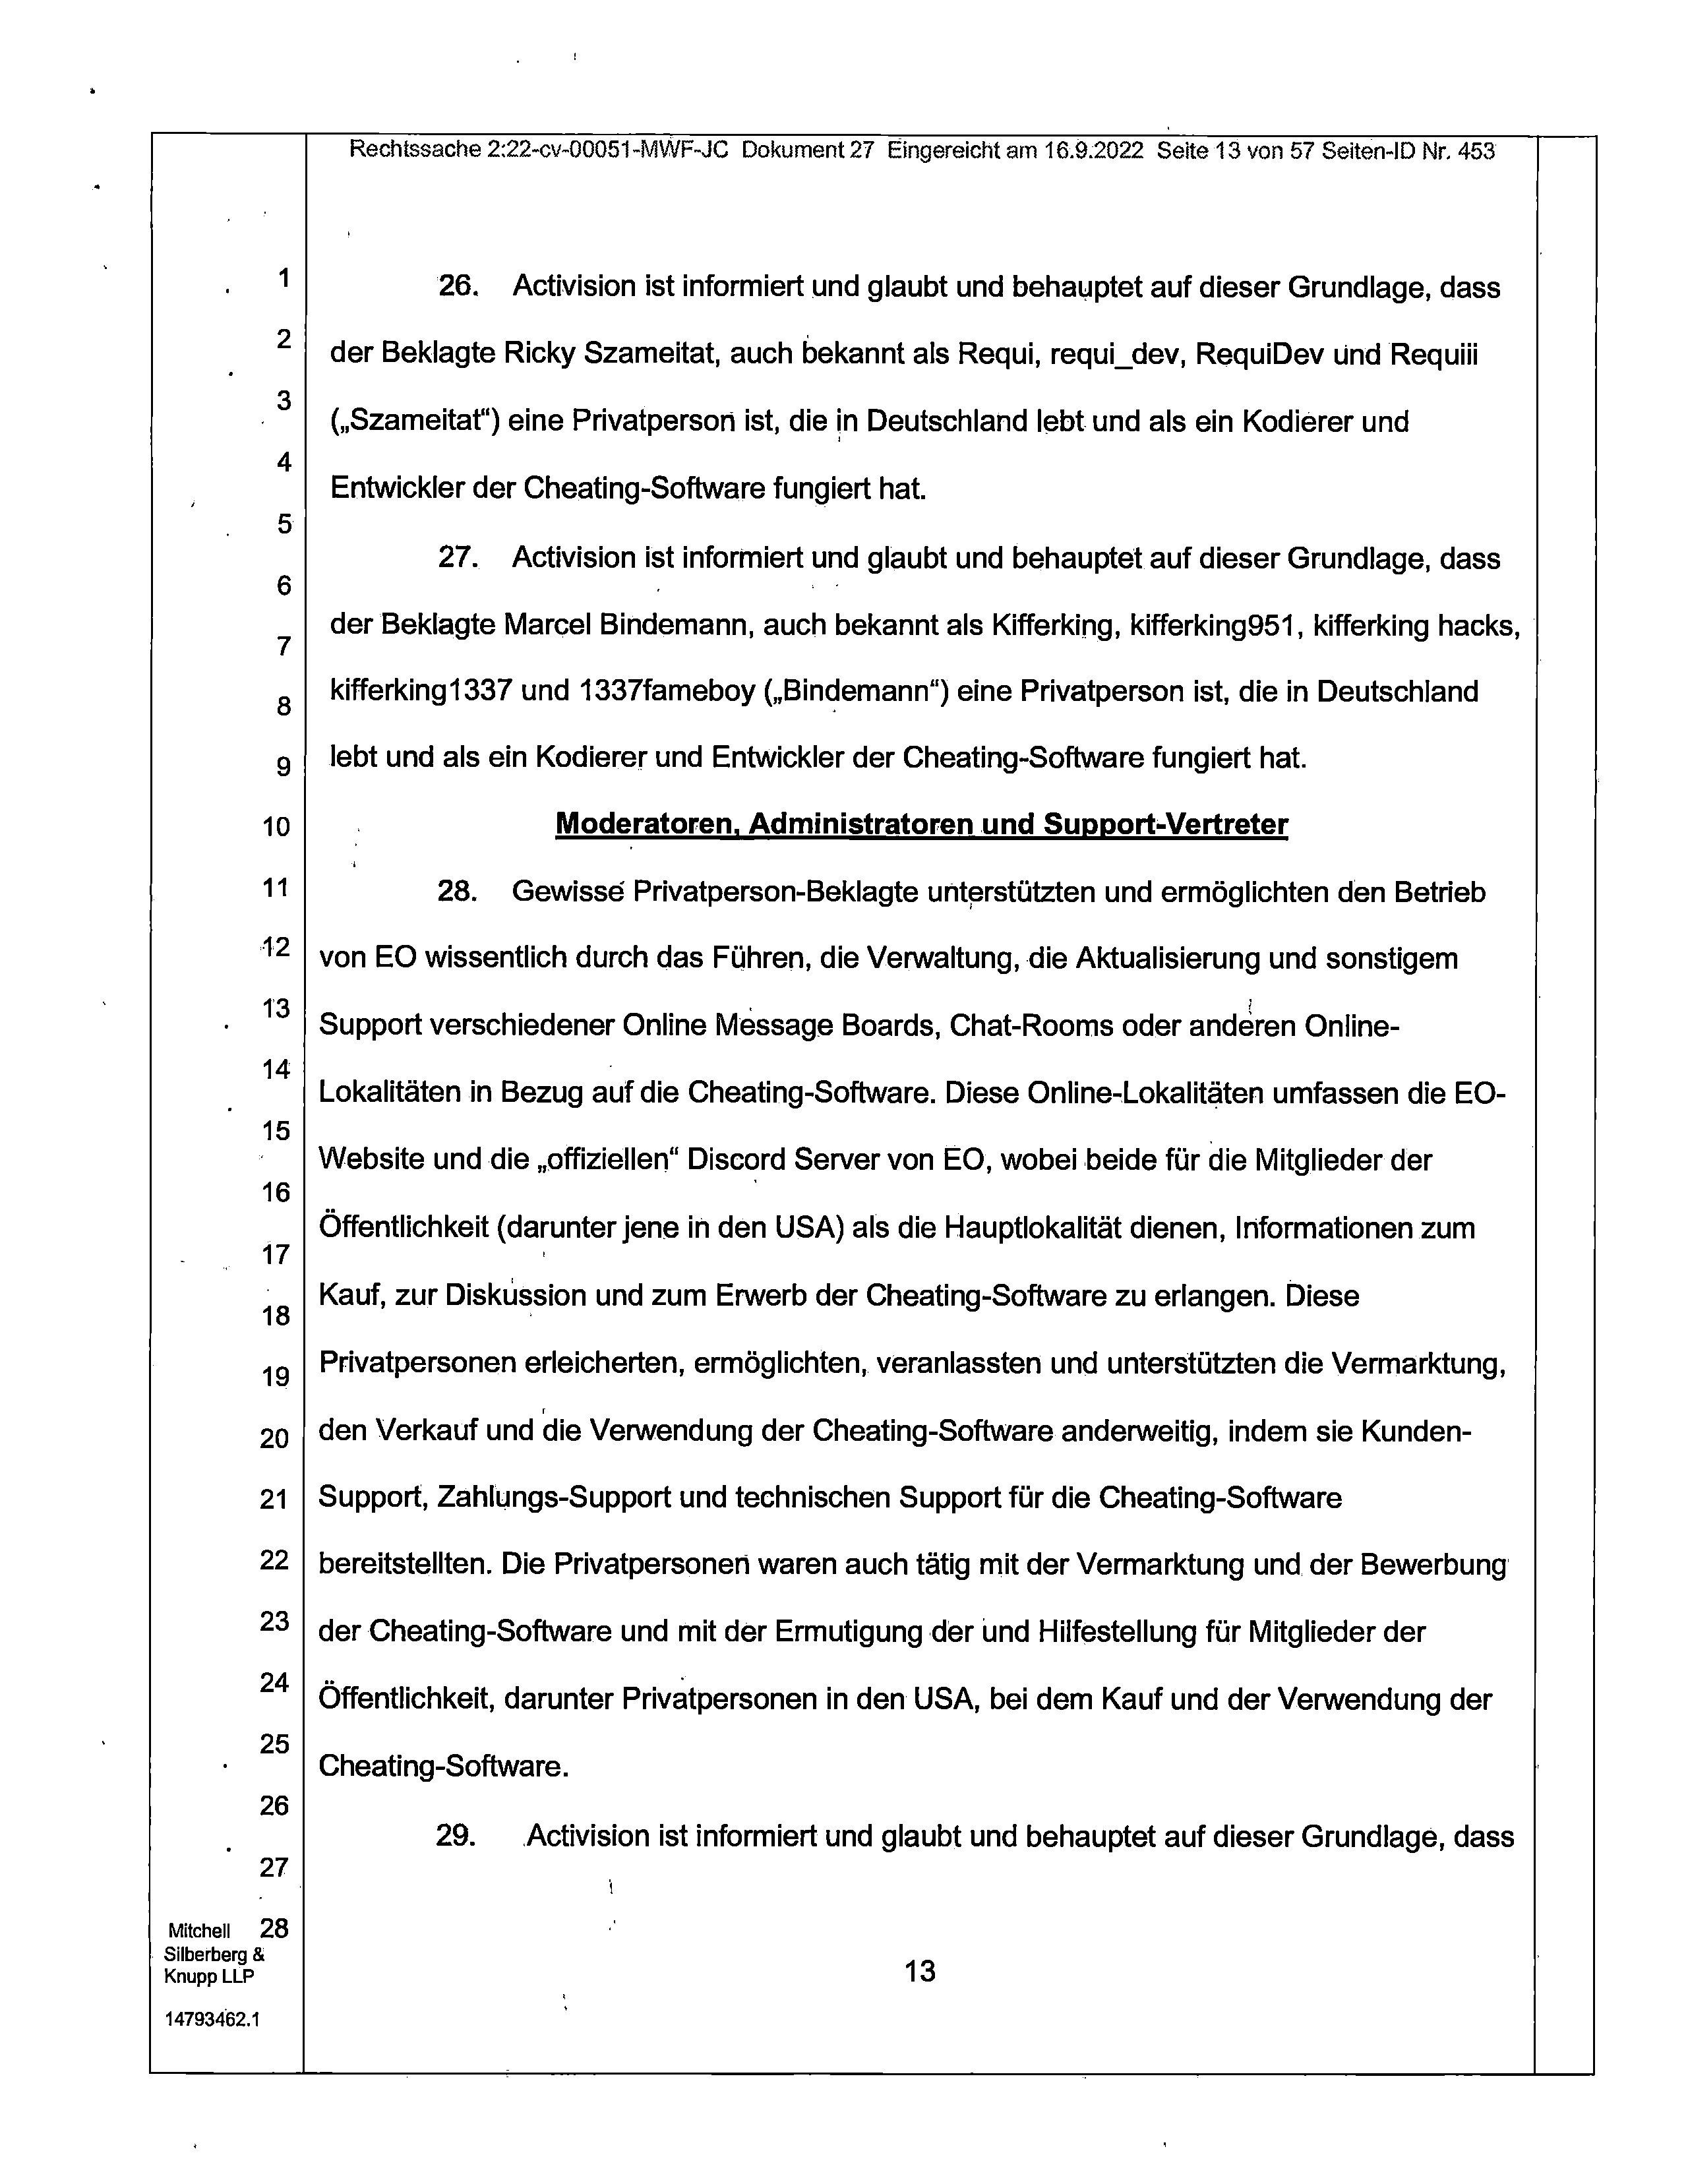 Rechtssache 2:22-cv-00051-MWF-JC Dokument 27 Eingereicht am 16.9.2022 Seite 13 von 57 Seiten-ID Nr. 453
1
26. Activision ist informiert und glaubt und behauptet auf dieser Grundlage, dass
2
der Beklagte Ricky Szameitat, auch bekannt als Requi, requi_dev, RequiDev und Requiii
3
(„Szameitat“) eine Privatperson ist, die in Deutschland lebt und als ein Kodierer und
4
Entwickler der Cheating-Software fungiert hat.
5
27. Activision ist informiert und glaubt und behauptet auf dieser Grundlage, dass
6
der Beklagte Marcel Bindemann, auch bekannt als Kifferking, kifferking951, kifferking hacks,
7
kifferking1337 und 1337fameboy („Bindemann“) eine Privatperson ist, die in Deutschland
8
lebt und als ein Kodierer und Entwickler der Cheating-Software fungiert hat.
9
10 Moderatoren, Administratoren und Support-Vertreter
11 28. Gewisse Privatperson-Beklagte unterstützten und ermöglichten den Betrieb
12 von EO wissentlich durch das Führen, die Verwaltung, die Aktualisierung und sonstigem
13 Support verschiedener Online Message Boards, Chat-Rooms oder anderen Online-
14
Lokalitäten in Bezug auf die Cheating-Software. Diese Online-Lokalitäten umfassen die EO-
15
Website und die „offiziellen“ Discord Server von EO, wobei beide für die Mitglieder der
16
Öffentlichkeit (darunter jene in den USA) als die Hauptlokalität dienen, Informationen zum
17
Kauf, zur Diskussion und zum Erwerb der Cheating-Software zu erlangen. Diese
18
Privatpersonen erleicherten, ermöglichten, veranlassten und unterstützten die Vermarktung,
19
20 den Verkauf und die Verwendung der Cheating-Software anderweitig, indem sie Kunden-
21 Support, Zahlungs-Support und technischen Support für die Cheating-Software
22 bereitstellten. Die Privatpersonen waren auch tätig mit der Vermarktung und der Bewerbung
23 der Cheating-Software und mit der Ermutigung der und Hilfestellung für Mitglieder der
24 Öffentlichkeit, darunter Privatpersonen in den USA, bei dem Kauf und der Verwendung der
25
Cheating-Software.
26
29. Activision ist informiert und glaubt und behauptet auf dieser Grundlage, dass
27
Mitchell 28
Silberberg &
Knupp LLP
13
14793462.1